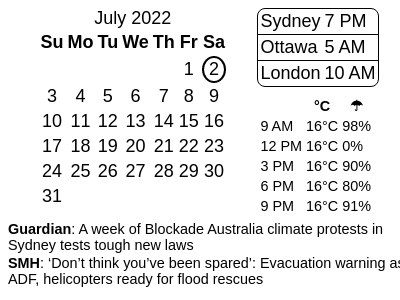 July 2022
Su Mo Tu We Th Fr Sa
1 2
3 4 5 6 7 8 9
10 11 12 13 14 15 16
17 18 19 20 21 22 23
24 25 26 27 28 29 30
31
Sydney 7 PM
Ottawa 5 AM
London 10 AM
°C ☂
9 AM 16°C 98%
12 PM 16°C 0%
3 PM 16°C 90%
6 PM 16°C 80%
9 PM 16°C 91%
Guardian: A week of Blockade Australia climate protests in
Sydney tests tough new laws
SMH: ‘Don’t think you’ve been spared’: Evacuation warning as
ADF, helicopters ready for flood rescues